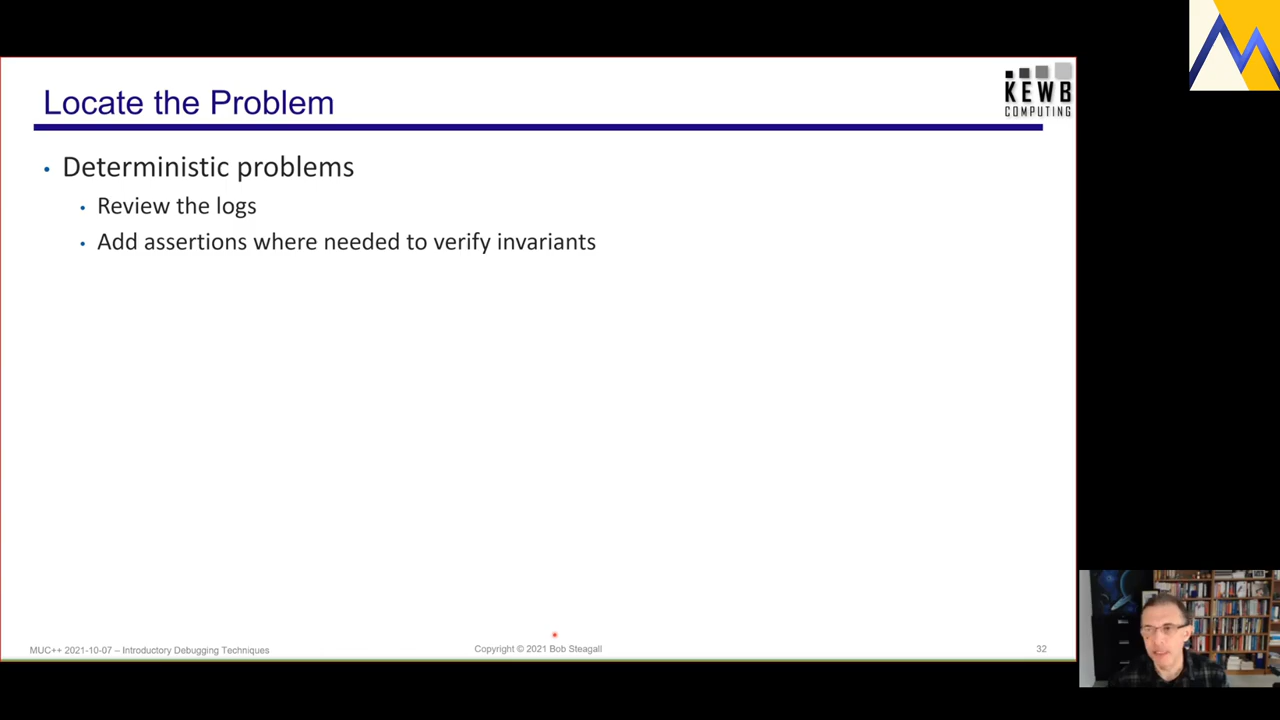 Locate the Problem
KEWB
COMPUTING
• Deterministic problems
• Review the logs
• Add assertions where needed to verify invariants
MUC++ 2021-10-07 – Introductory Debugging Techniques
Copyright © 2021 Bob Steagall
32